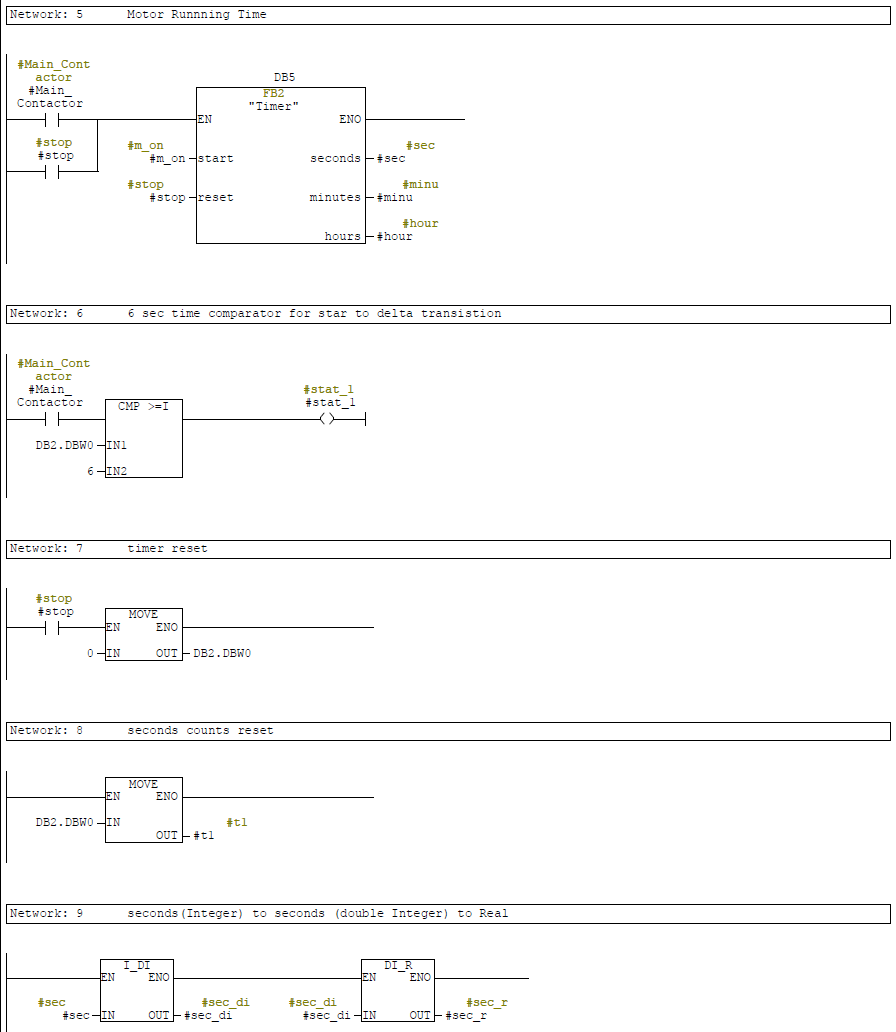 Network: 5 Motor Runnning Time
#Main_Cont
actor
#Main_
Contactor
DB5
FB2
"Timer"
EN ENO
#stop
#stop
#m_on
#m_on start
seconds #sec
#sec
#stop
#stop reset
minutes #minu
#minu
hours #hour
#hour
Network: 6 6 sec time comparator for star to delta transistion
#Main_Cont
actor
#Main_
Contactor
CMP >=I
#stat_1
#stat_1
DB2.DBW0 IN1
6 IN2
Network: 7 timer reset
#stop
#stop
MOVE
EN ENO
0 IN OUT DB2.DBW0
Network: 8 seconds counts reset
MOVE
EN ENO
DB2.DBW0 IN #t1
OUT #t1
Network: 9 seconds(Integer) to seconds (double Integer) to Real
I_DI DI_R
EN ENO EN ENO
#sec #sec_di #sec_di #sec_r
#sec IN OUT #sec_di #sec_di IN OUT #sec_r